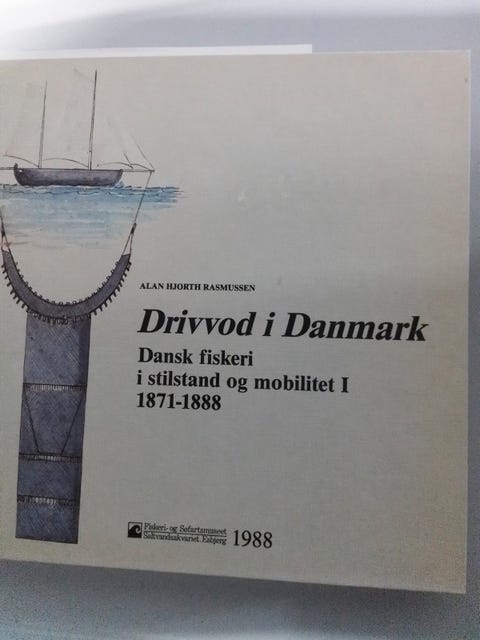 ALAN HJORTH RASMUSSEN
Drivvod i Danmark
Dansk fiskeri
i stilstand og mobilitet I
1871-1888
Fiskeri- og Søfartsmuseet
Saltvandsakvariet Esbjerg 1988